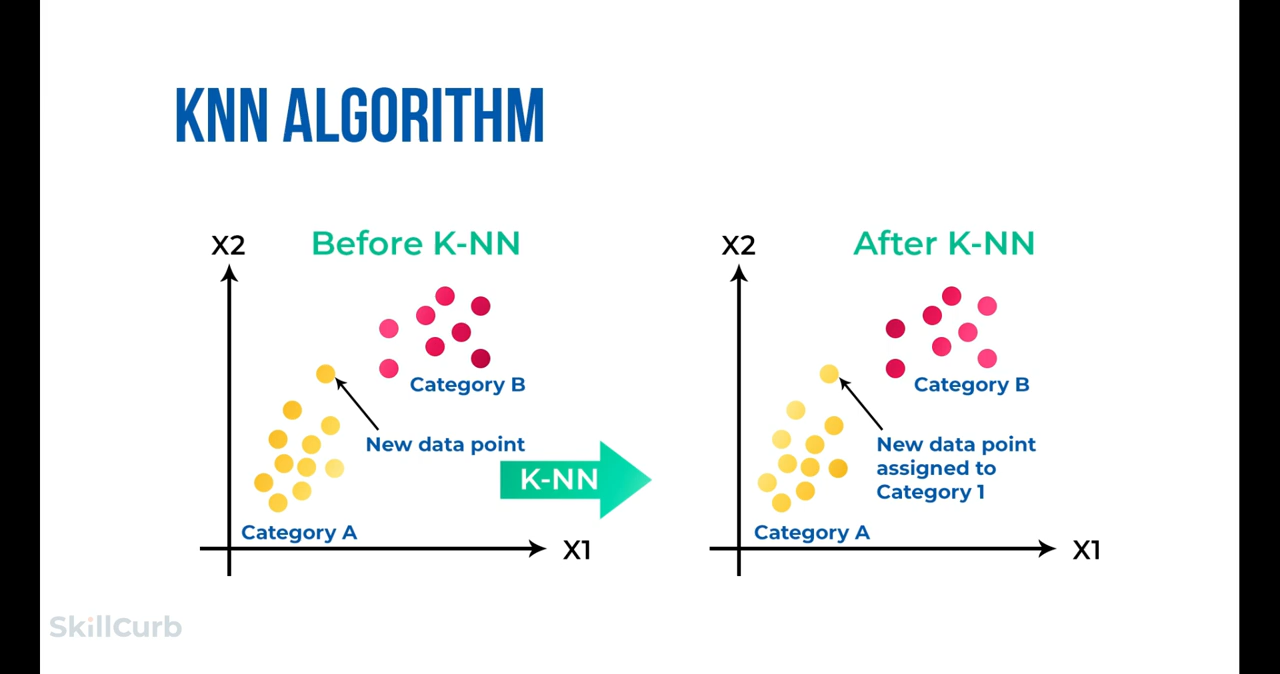 KNN ALGORITHM
Before K-NN
X2
Category B
New data point
Category A
X1
K-NN
After K-NN
X2
Category B
New data point
assigned to
Category 1
Category A
X1
SkillCurb